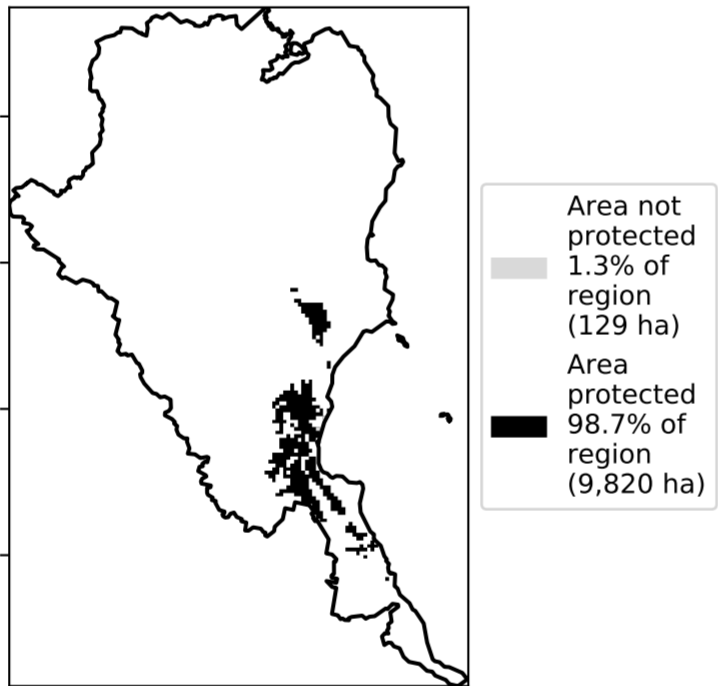 Area not
protected
1.3% of
region
(129 ha)
Area
protected
98.7% of
region
(9,820 ha)